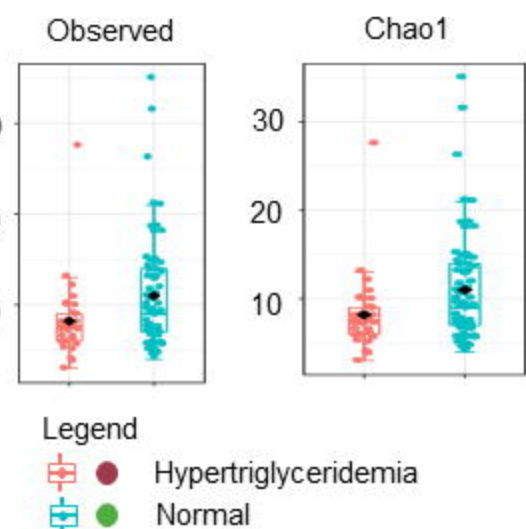 Observed
Chao1
30
20
10
Legend
Hypertriglyceridemia
Normal